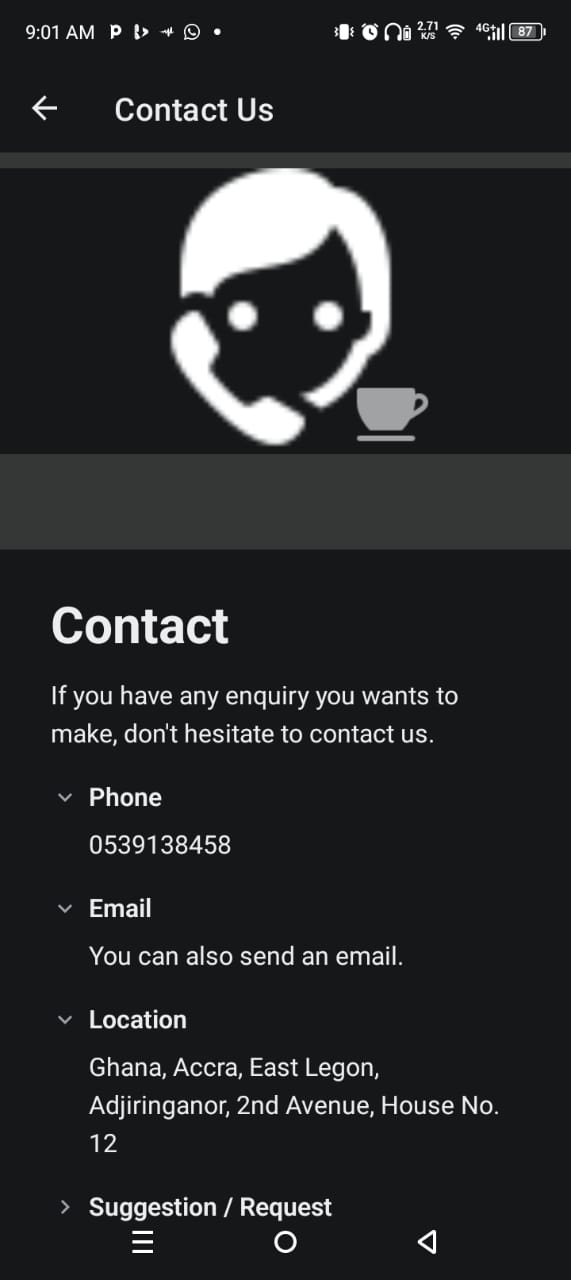 9:01 AM
2.71 K/S
4G+
87
Contact Us
Contact
If you have any enquiry you wants to
make, don't hesitate to contact us.
Phone
0539138458
Email
You can also send an email.
Location
Ghana, Accra, East Legon,
Adjiringanor, 2nd Avenue, House No.
12
Suggestion / Request